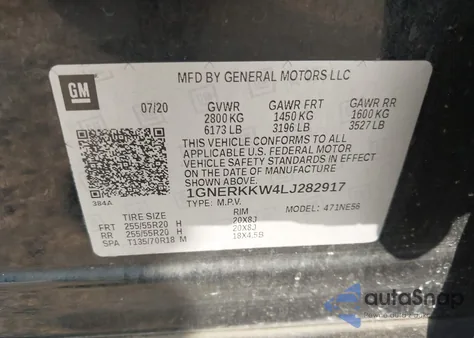 MFD BY GENERAL MOTORS LLC
GM
07/20 GVWR GAWR FRT GAWR RR
2800 KG 1450 KG 1600 KG
6173 LB 3196 LB 3527 LB
THIS VEHICLE CONFORMS TO ALL
APPLICABLE U.S. FEDERAL MOTOR
VEHICLE SAFETY STANDARDS IN EFFECT
ON THE DATE OF MANUFACTURE
SHOWN ABOVE.
1GNERKKW4LJ282917
384A TYPE: M.P.V. MODEL: 471NE56
TIRE SIZE RIM
FRT 255/55R20 H 20X8J
RR 255/55R20 H 20X8J
SPA T135/70R18 M 18X4.5B
autoSnap